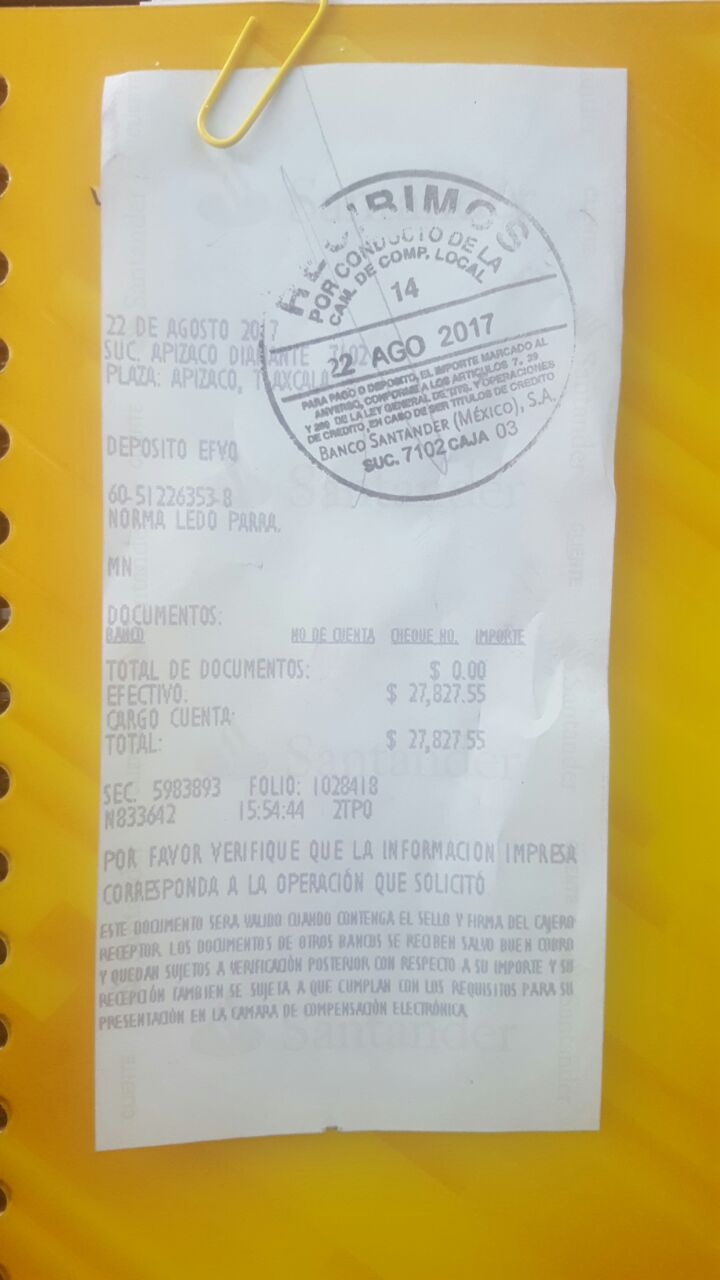 RECIBIMOS
POR CONDUCTO DE LA
CAM. DE COMP. LOCAL
14
22 AGO 2017
PARA PAGO O DEPOSITO, EL IMPORTE MARCADO AL
ANVERSO, CONFORME A LOS ARTICULOS 7, 39
Y DE LA LEY GENERAL DE TITS. Y OPERACIONES
DE CREDITO, EN CASO DE SER TITULOS DE CREDITO
BANCO SANTANDER (MÉXICO), S.A.
SUC. 7102 CAJA 03
22 DE AGOSTO 2017
SUC. APIZACO DIAMANTE 7102
PLAZA: APIZACO, TLAXCALA
DEPOSITO EFVO
60-51226353-8
NORMA LEDO PARRA.
MN
DOCUMENTOS:
BANCO NO DE CUENTA CHEQUE NO. IMPORTE
TOTAL DE DOCUMENTOS: $ 0.00
EFECTIVO: $ 27,827.55
CARGO CUENTA:
TOTAL: $ 27,827.55
SEC. 5983893 FOLIO: 1028418
N833642 15:54:44 2TPO
POR FAVOR VERIFIQUE QUE LA INFORMACION IMPRESA
CORRESPONDA A LA OPERACIÓN QUE SOLICITÓ
ESTE DOCUMENTO SERA VALIDO CUANDO CONTENGA EL SELLO Y FIRMA DEL CAJERO
RECEPTOR. LOS DOCUMENTOS DE OTROS BANCOS SE RECIBEN SALVO BUEN COBRO
Y QUEDAN SUJETOS A VERIFICACIÓN POSTERIOR CON RESPECTO A SU IMPORTE Y SU
RECEPCIÓN TAMBIEN SE SUJETA A QUE CUMPLAN CON LOS REQUISITOS PARA SU
PRESENTACIÓN EN LA CAMARA DE COMPENSACIÓN ELECTRÓNICA
Santander
Santander
Santander